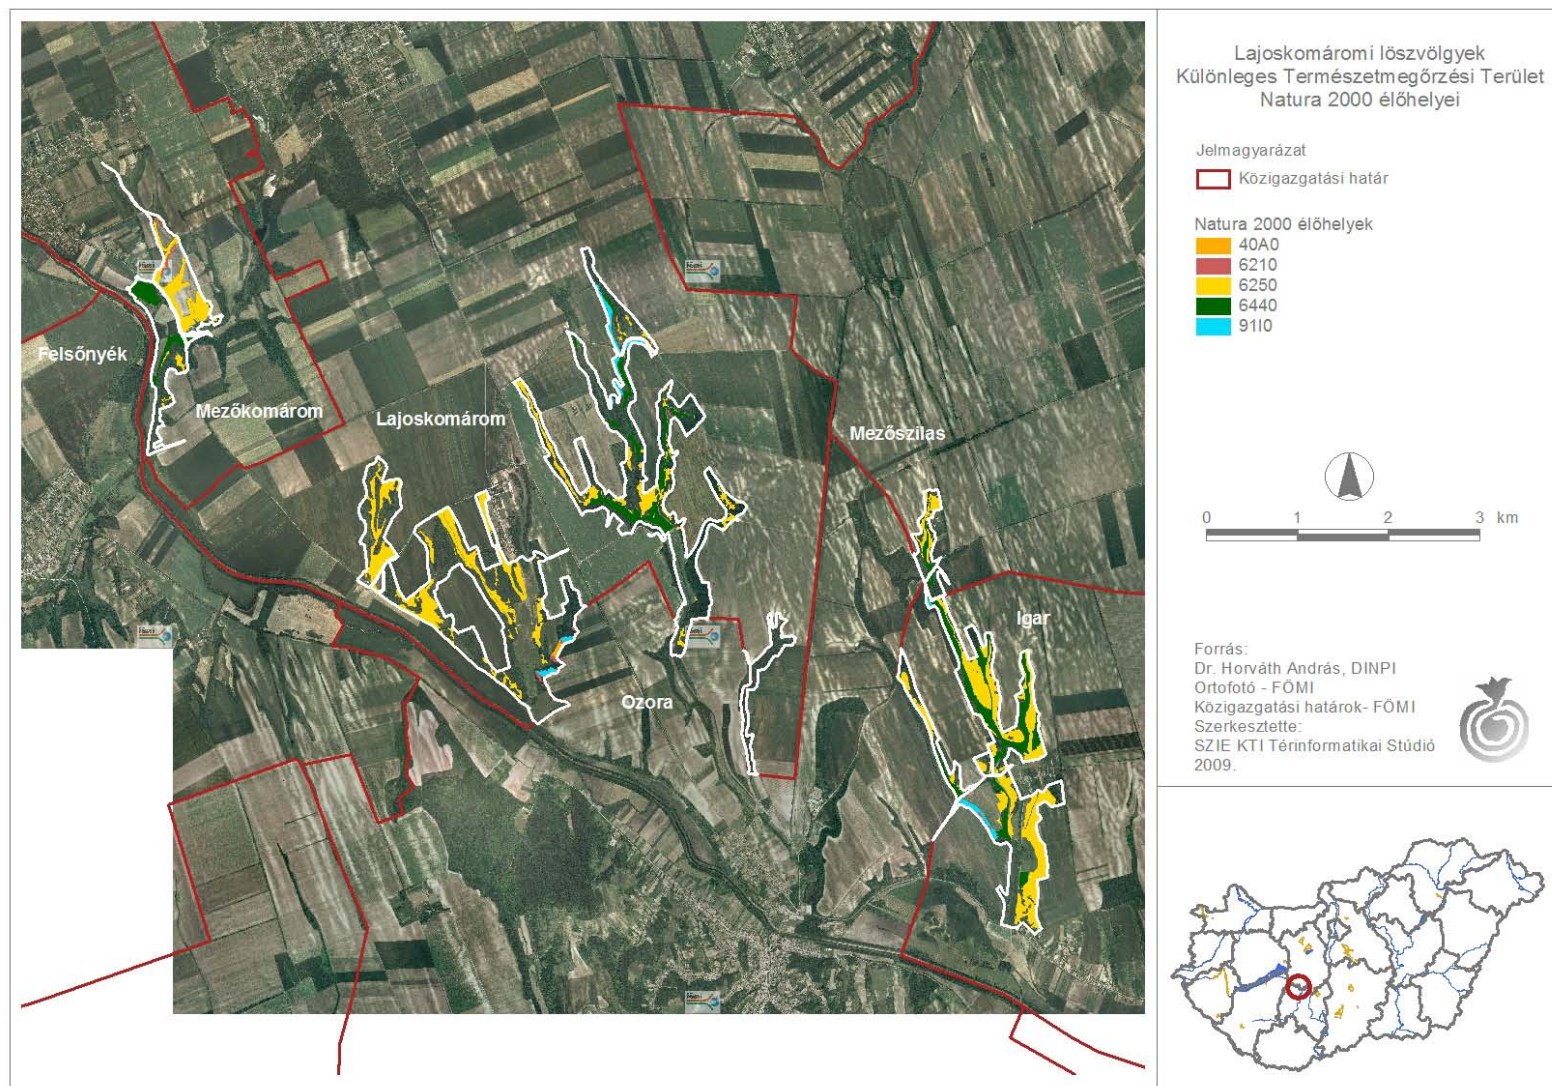 Lajoskomáromi löszvölgyek
Különleges Természetmegőrzési Terület
Natura 2000 élőhelyei
Jelmagyarázat
Közigazgatási határ
Natura 2000 élőhelyek
40A0
6210
6250
6440
91I0
Felsőnyék
Mezőkomárom
Lajoskomárom
Mezőszilas
Igar
Ozora
0 1 2 3 km
Forrás:
Dr. Horváth András, DINPI
Ortofotó - FÖMI
Közigazgatási határok- FÖMI
Szerkesztette:
SZIE KTI Térinformatikai Stúdió
2009.